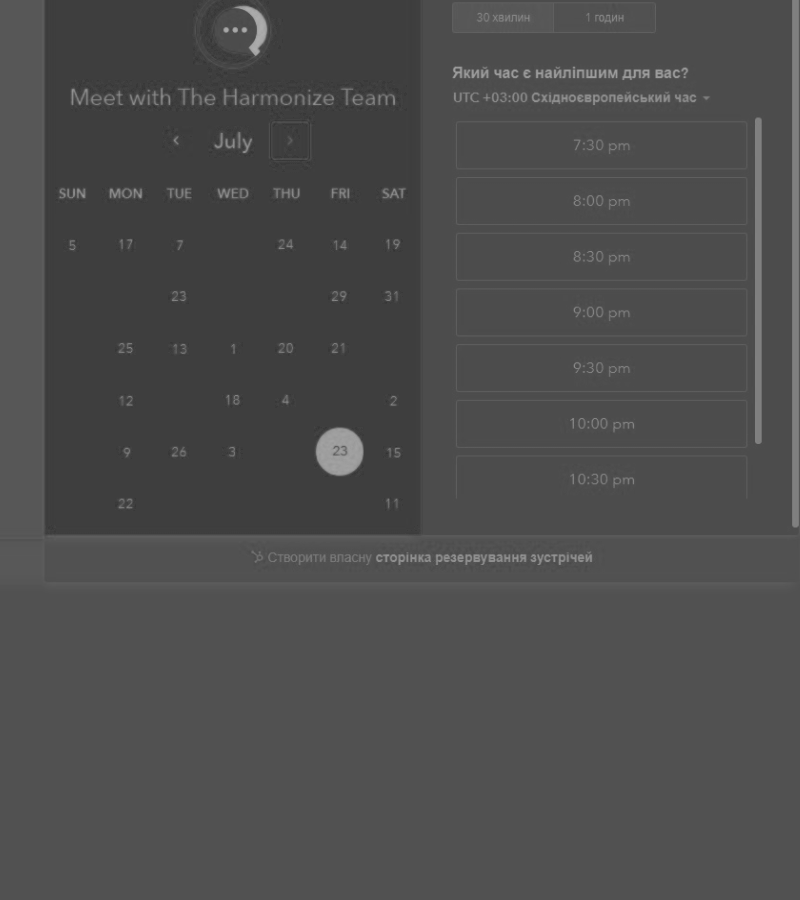 Meet with The Harmonize Team
July
SUN MON TUE WED THU FRI SAT
5 17 7 24 14 19
23 29 31
25 13 1 20 21
12 18 4 2
9 26 3 23 15
22 11
30 хвилин 1 годин
Який час є найліпшим для вас?
UTC +03:00 Східноєвропейський час
7:30 pm
8:00 pm
8:30 pm
9:00 pm
9:30 pm
10:00 pm
10:30 pm
Створити власну сторінка резервування зустрічей